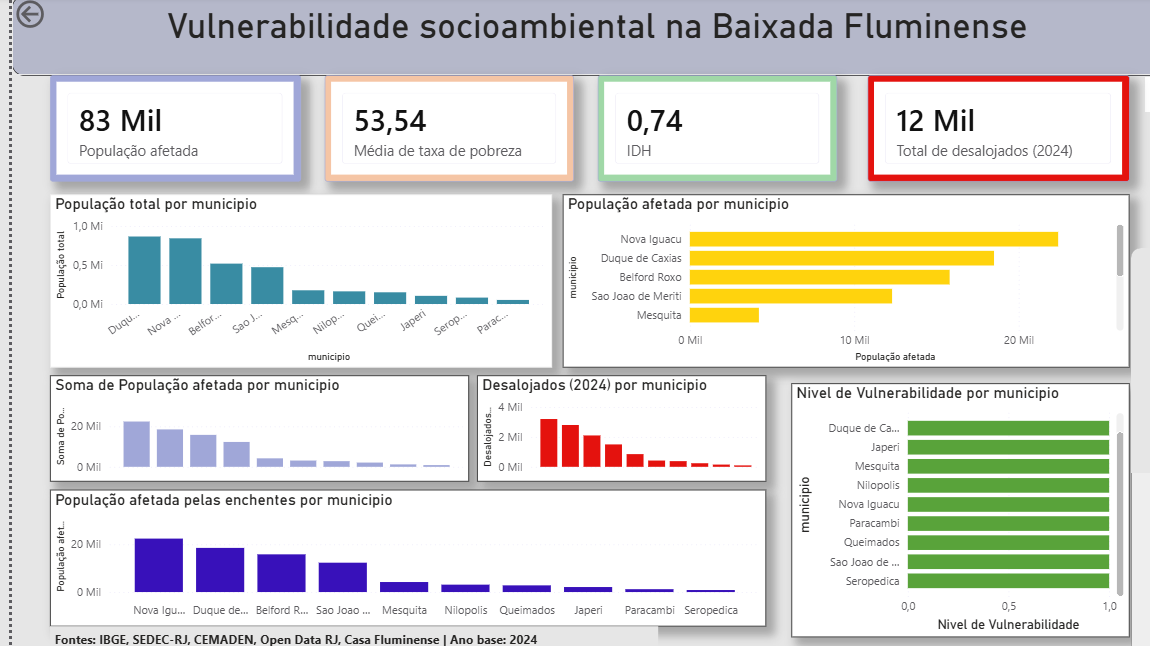 Vulnerabilidade socioambiental na Baixada Fluminense
83 Mil
População afetada
53,54
Média de taxa de pobreza
0,74
IDH
12 Mil
Total de desalojados (2024)
População total por municipio
População total
1,0 Mi
0,5 Mi
0,0 Mi
Duqu...
Nova ...
Belfor...
Sao J...
Mesq...
Nilop...
Quei...
Japeri
Serop...
Parac...
municipio
População afetada por municipio
municipio
Nova Iguacu
Duque de Caxias
Belford Roxo
Sao Joao de Meriti
Mesquita
0 Mil
10 Mil
20 Mil
População afetada
Soma de População afetada por municipio
Soma de Po...
20 Mil
0 Mil
Desalojados (2024) por municipio
Desalojados...
4 Mil
2 Mil
0 Mil
Nivel de Vulnerabilidade por municipio
municipio
Duque de Ca...
Japeri
Mesquita
Nilopolis
Nova Iguacu
Paracambi
Queimados
Sao Joao de ...
Seropedica
0,0
0,5
1,0
Nivel de Vulnerabilidade
População afetada pelas enchentes por municipio
População afet...
20 Mil
0 Mil
Nova Igu...
Duque de...
Belford R...
Sao Joao ...
Mesquita
Nilopolis
Queimados
Japeri
Paracambi
Seropedica
Fontes: IBGE, SEDEC-RJ, CEMADEN, Open Data RJ, Casa Fluminense | Ano base: 2024